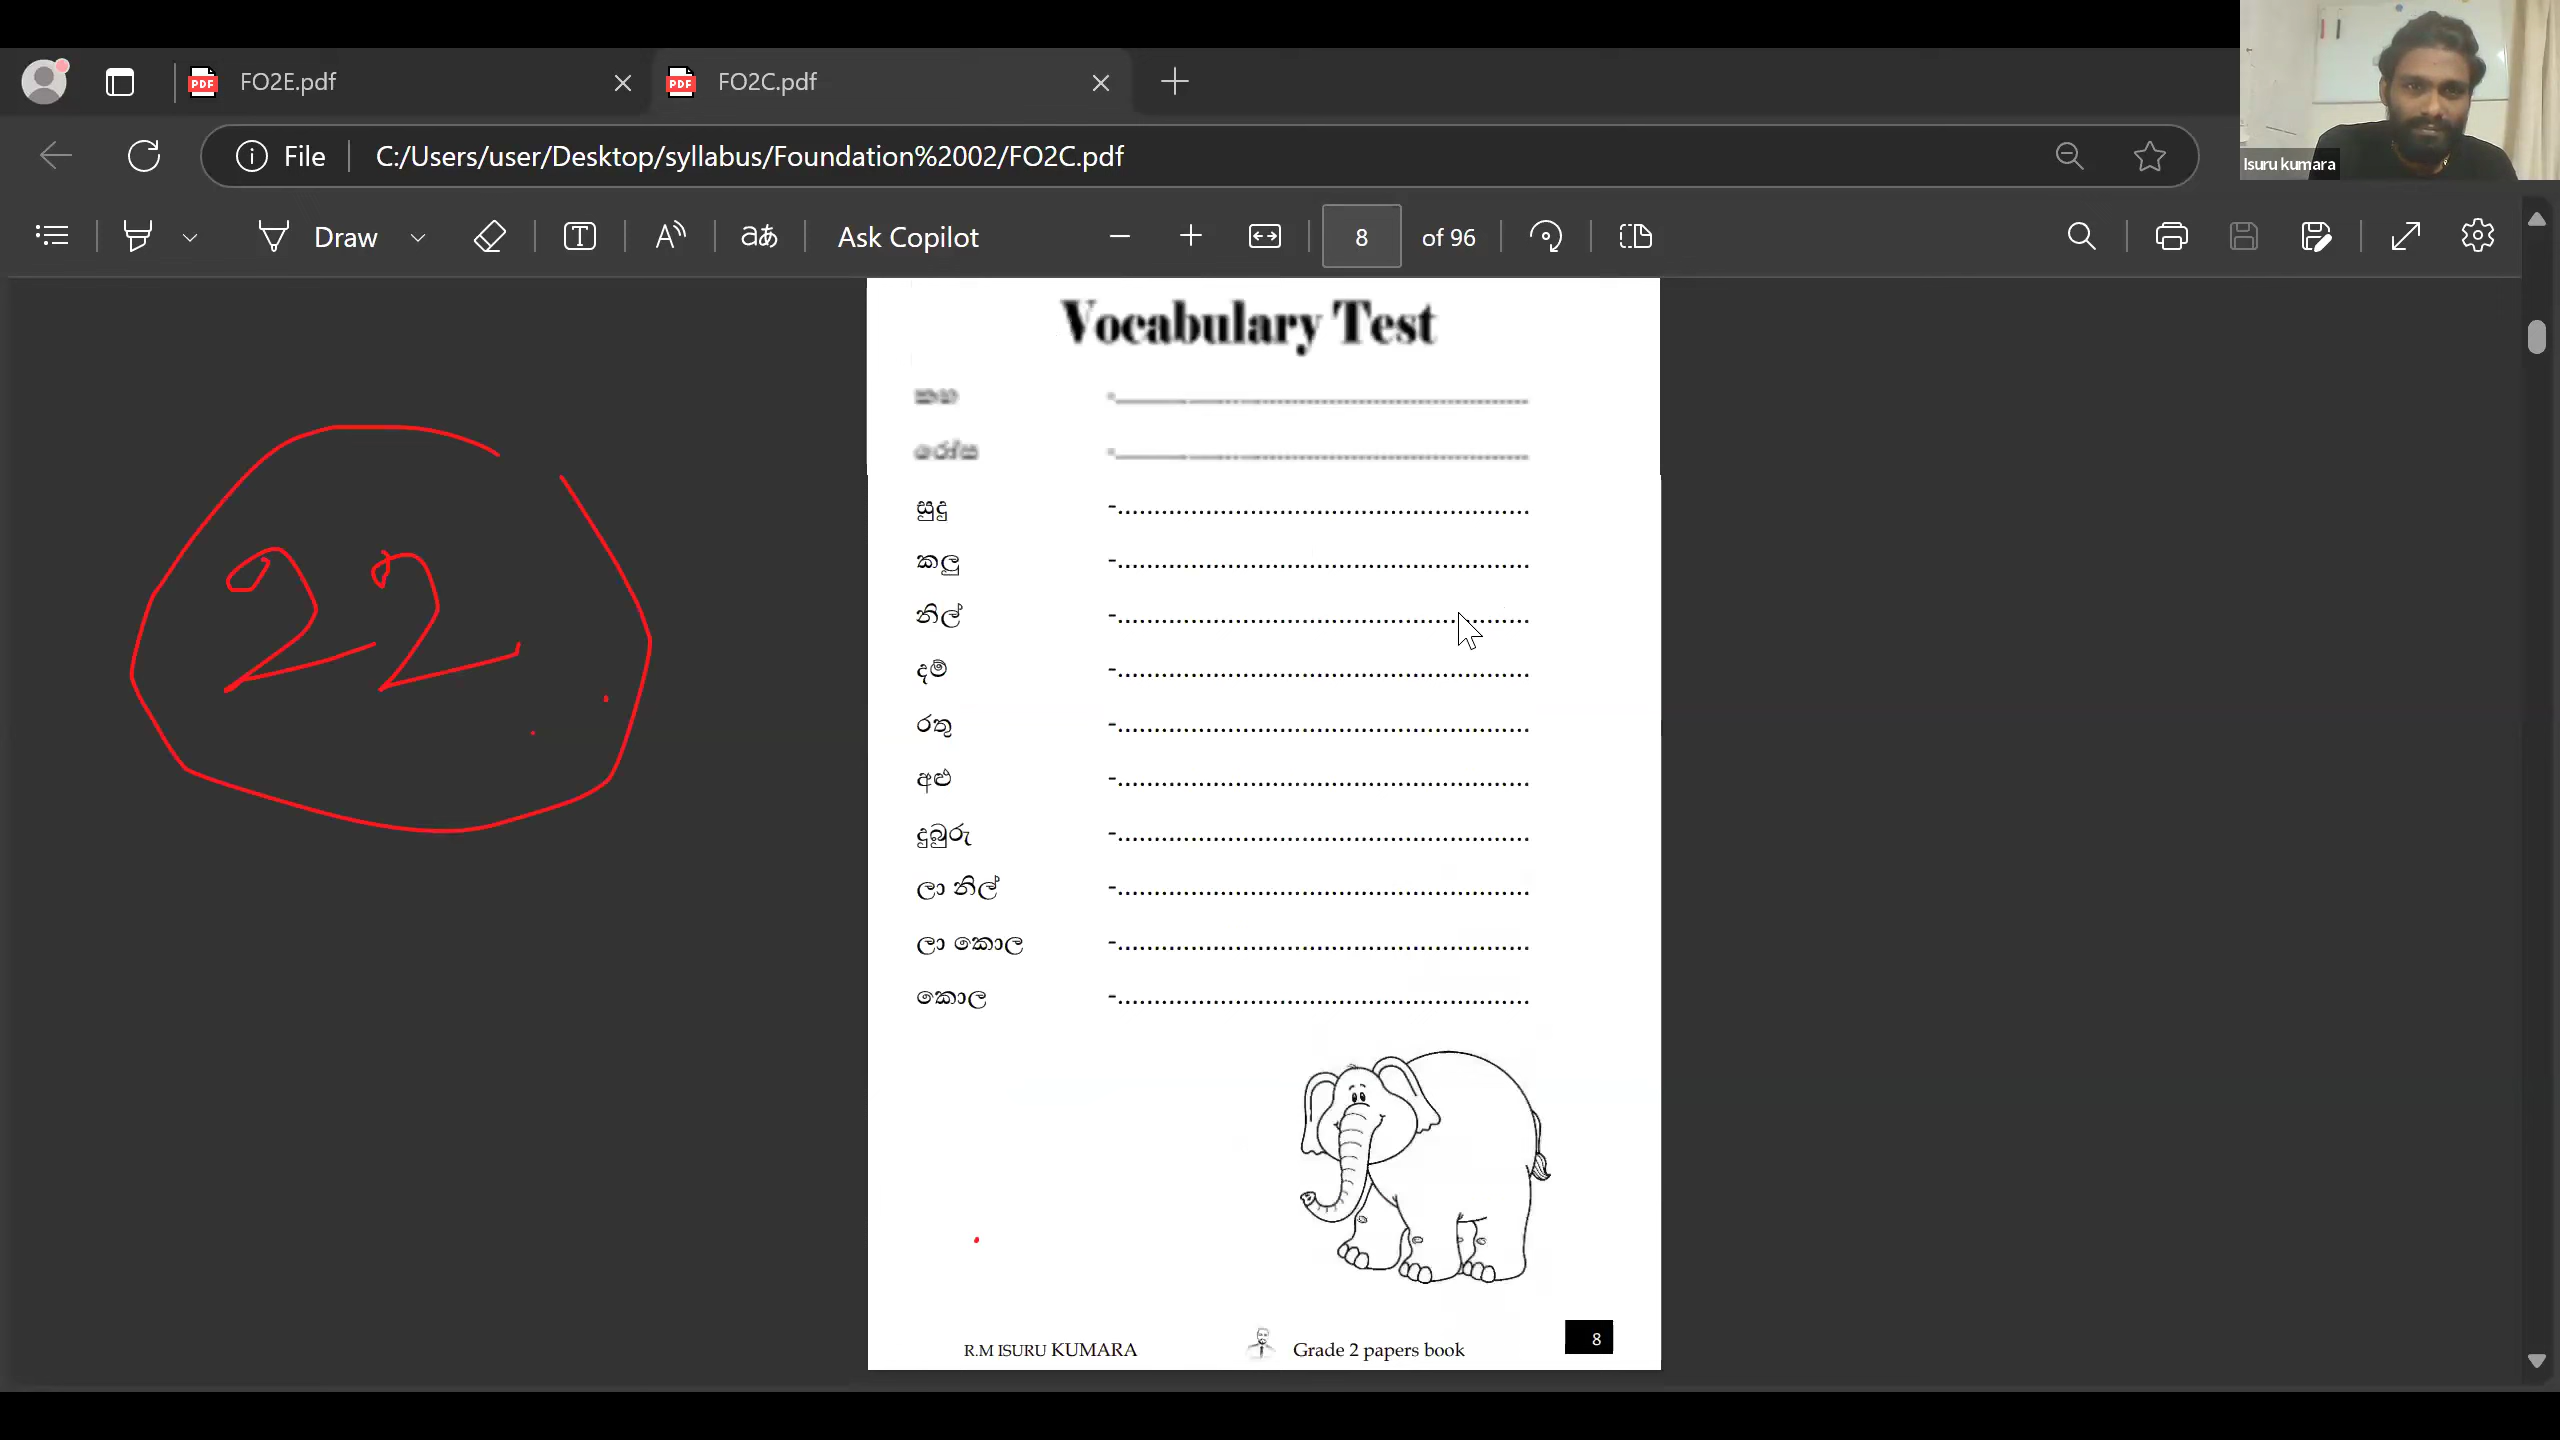 FO2E.pdf
FO2C.pdf
File
C:/Users/user/Desktop/syllabus/Foundation%2002/FO2C.pdf
Isuru kumara
Draw
Ask Copilot
8
of 96
Vocabulary Test
කහ -........................................................
රෝස -........................................................
සුදු -........................................................
කලු -........................................................
නිල් -........................................................
දම් -........................................................
රතු -........................................................
අළු -........................................................
දුබුරු -........................................................
ලා නිල් -........................................................
ලා කොල -........................................................
කොල -........................................................
22
R.M ISURU KUMARA
Grade 2 papers book
8